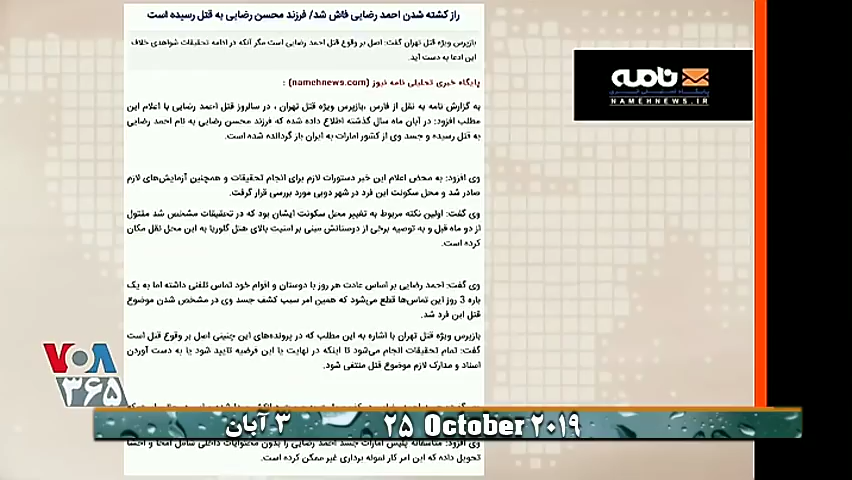 راز کشته شدن احمد رضایی فاش شد/ فرزند محسن رضایی به قتل رسیده است
بازپرس ویژه قتل تهران گفت: اصل بر وقوع قتل احمد رضایی است مگر آنکه در ادامه تحقیقات شواهدی خلاف
این ادعا به دست آید.
پایگاه خبری تحلیلی نامه نیوز (namehnews.com) :
به گزارش نامه به نقل از فارس ،بازپرس ویژه قتل تهران ، در سالروز قتل احمد رضایی با اعلام این
مطلب افزود: در آبان ماه سال گذشته اطلاع داده شده که فرزند محسن رضایی به نام احمد رضایی
به قتل رسیده و جسد وی از کشور امارات به ایران باز گردانده شده است.
وی افزود: به محض اعلام این خبر دستورات لازم برای انجام تحقیقات و همچنین آزمایش‌های لازم
صادر شد و محل سکونت این فرد در شهر دوبی مورد بررسی قرار گرفت.
وی گفت: اولین نکته مربوط به تغییر محل سکونت ایشان بود که در تحقیقات مشخص شد مقتول
از دو ماه قبل و به توصیه برخی از دوستانش مبنی بر امنیت بالای هتل گلوریا به این محل نقل مکان
کرده است.
وی گفت: احمد رضایی بر اساس عادت هر روز با دوستان و اقوام خود تماس تلفنی داشته اما به یک
باره 3 روز این تماس‌ها قطع می‌شود که همین امر سبب کشف جسد وی در مشخص شدن موضوع
قتل این فرد شد.
بازپرس ویژه قتل تهران با اشاره به این مطلب که در پرونده‌های این چنینی اصل بر وقوع قتل است
گفت: تمام تحقیقات انجام می‌شود تا اینکه در نهایت یا این فرضیه تایید شود یا به دست آوردن
اسناد و مدارک لازم موضوع قتل منتفی شود.
وی افزود: متاسفانه پلیس امارات جسد احمد رضایی را بدون محتویات داخلی شامل امعا و احشا
تحویل داده که این امر کار نمونه برداری غیر ممکن کرده است.
نامه
پایگاه تحلیلی خبری
NAMEHNEWS.IR
VOA
۳۶۵
۳ آبان
۲۵ October ۲۰۱۹